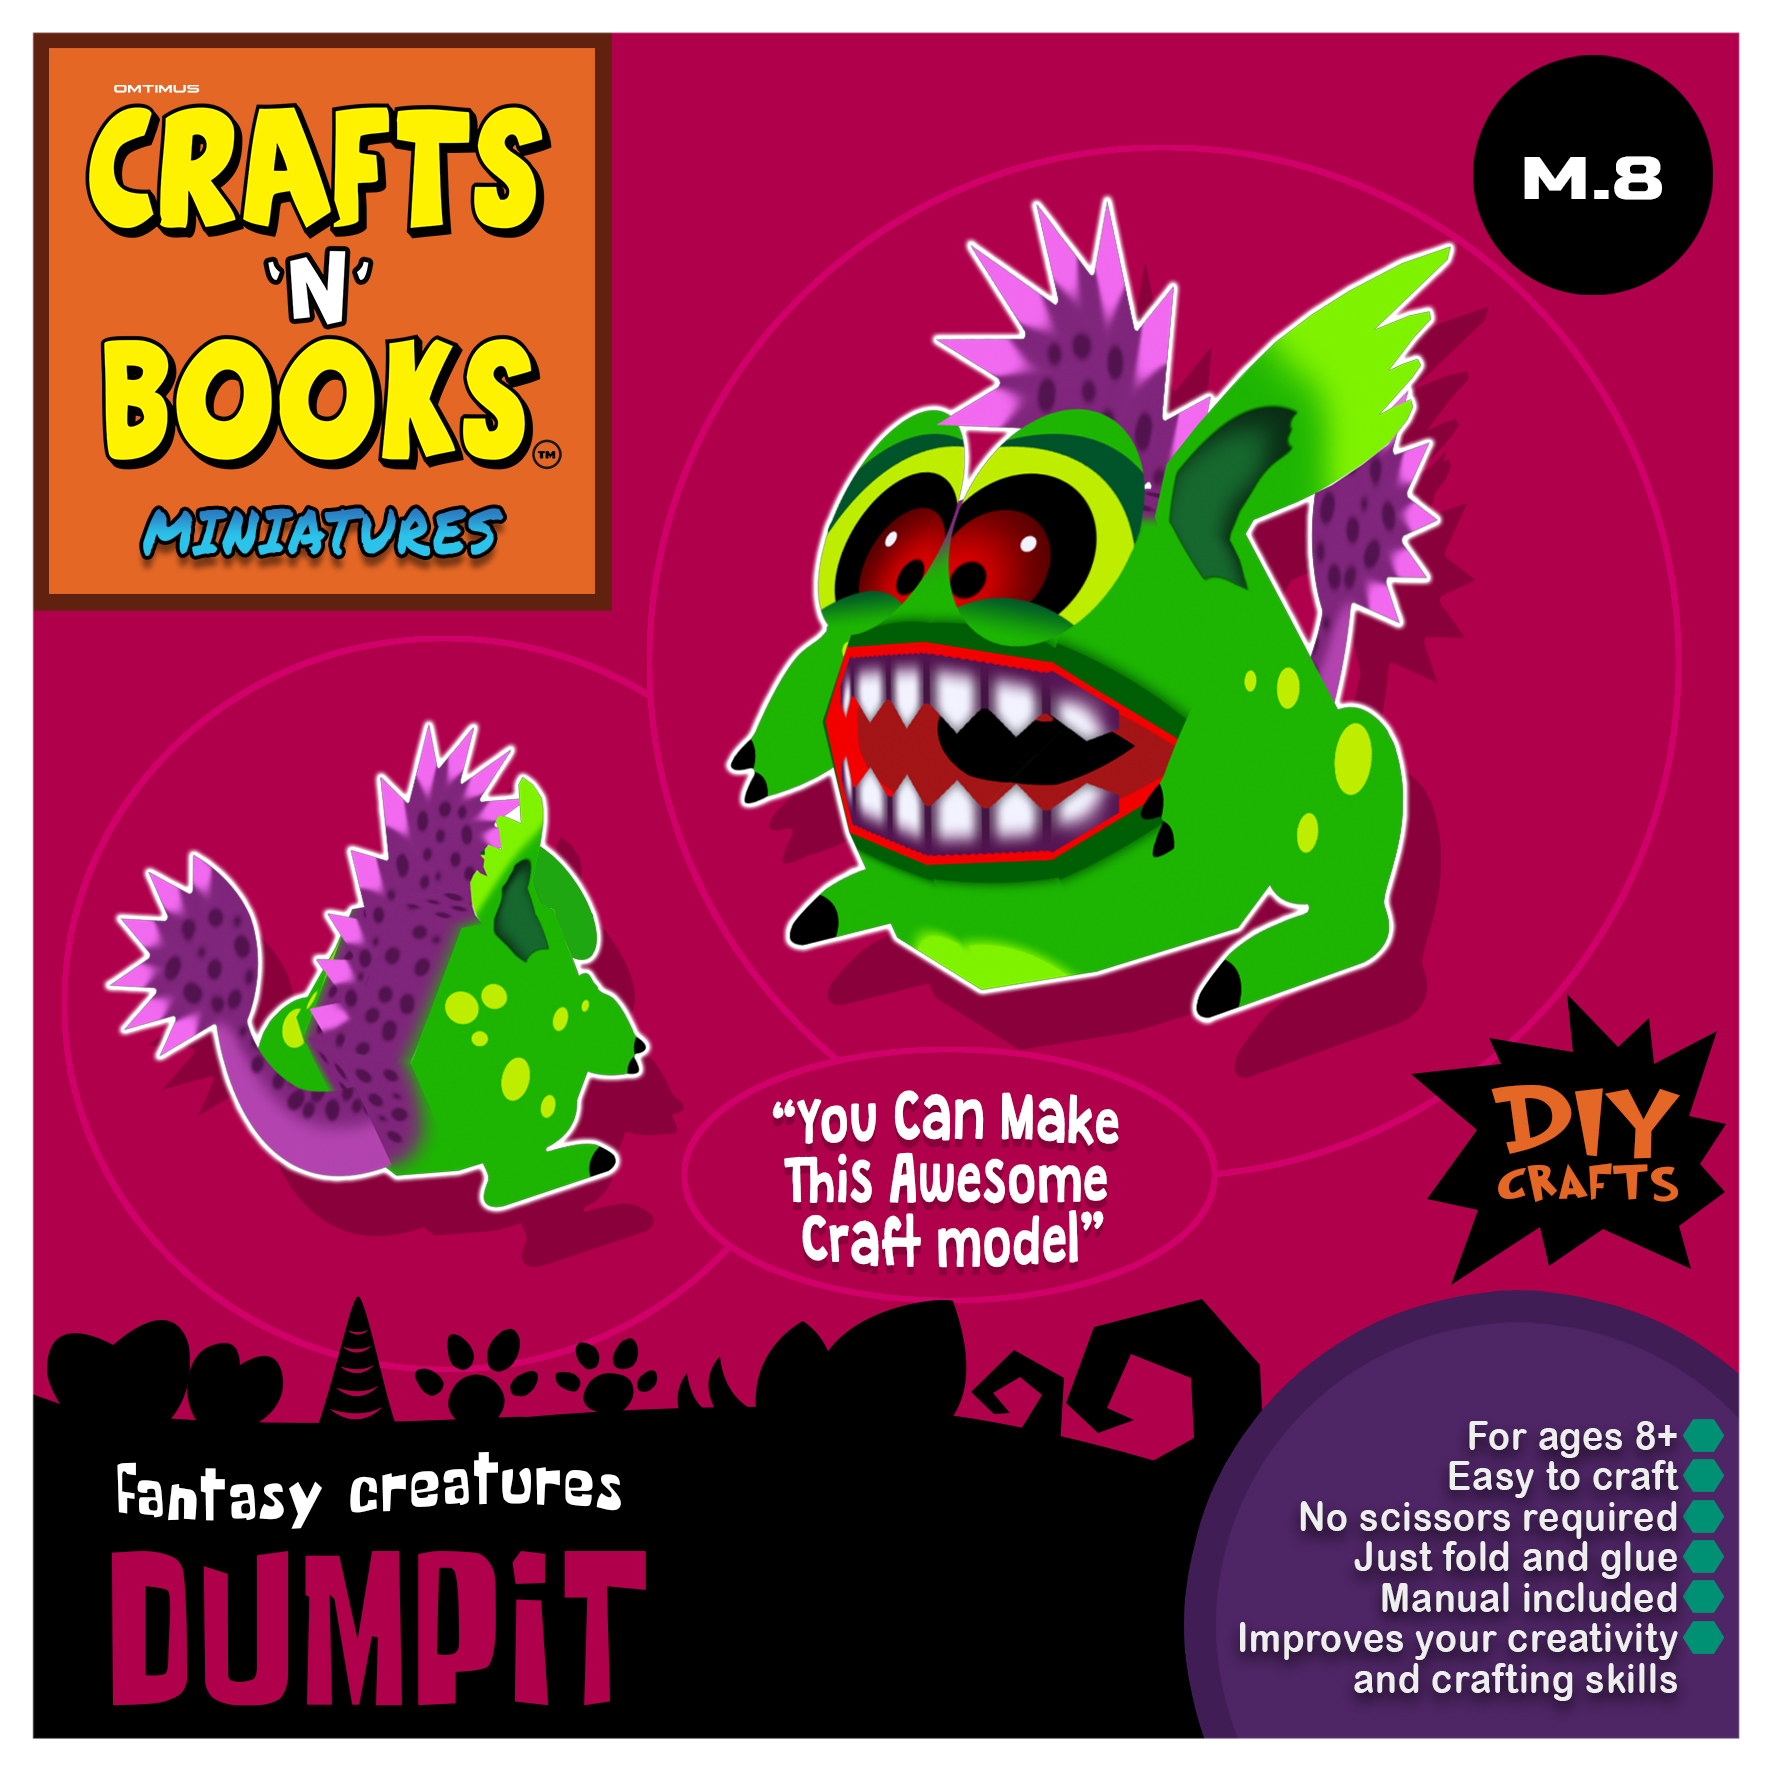 OMTIMUS
CRAFTS
'N'
BOOKS
TM
MINIATURES
M.8
“You Can Make
This Awesome
Craft model”
DIY
CRAFTS
Fantasy creatures
DUMPiT
For ages 8+
Easy to craft
No scissors required
Just fold and glue
Manual included
Improves your creativity
and crafting skills